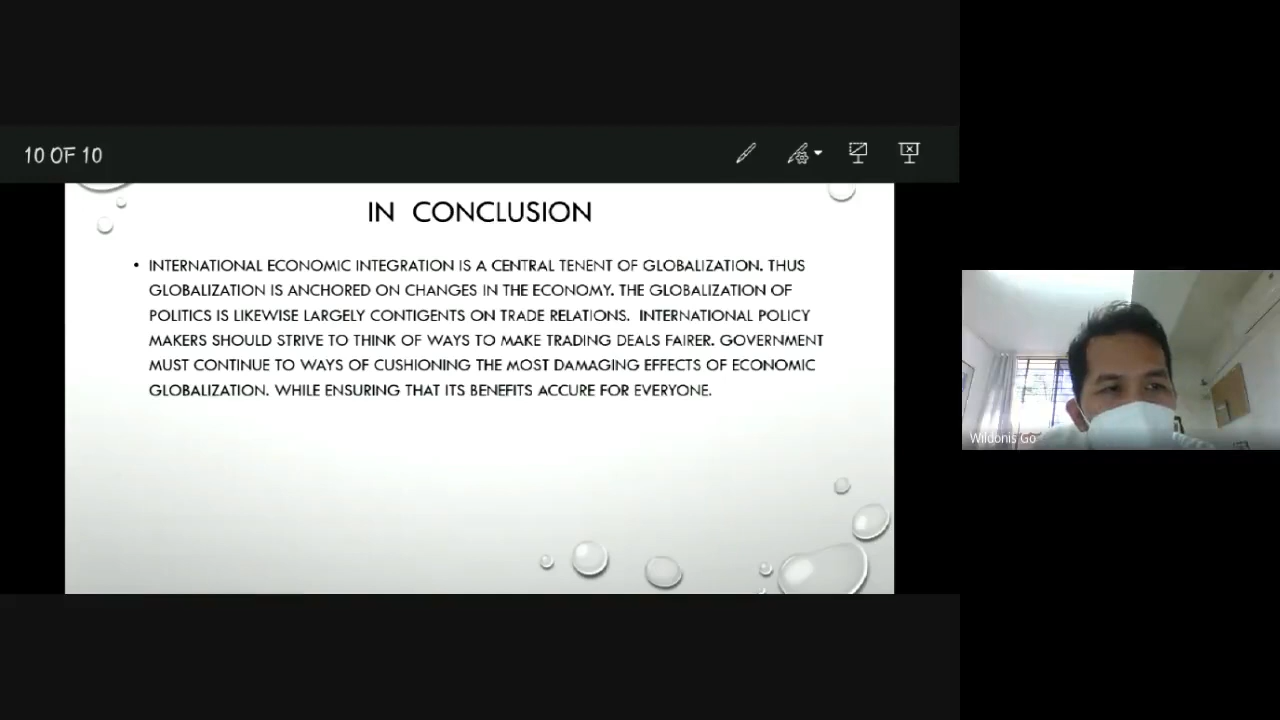 10 OF 10
IN CONCLUSION
• INTERNATIONAL ECONOMIC INTEGRATION IS A CENTRAL TENENT OF GLOBALIZATION. THUS
GLOBALIZATION IS ANCHORED ON CHANGES IN THE ECONOMY. THE GLOBALIZATION OF
POLITICS IS LIKEWISE LARGELY CONTIGENTS ON TRADE RELATIONS. INTERNATIONAL POLICY
MAKERS SHOULD STRIVE TO THINK OF WAYS TO MAKE TRADING DEALS FAIRER. GOVERNMENT
MUST CONTINUE TO WAYS OF CUSHIONING THE MOST DAMAGING EFFECTS OF ECONOMIC
GLOBALIZATION. WHILE ENSURING THAT ITS BENEFITS ACCURE FOR EVERYONE.
Wildonis Go